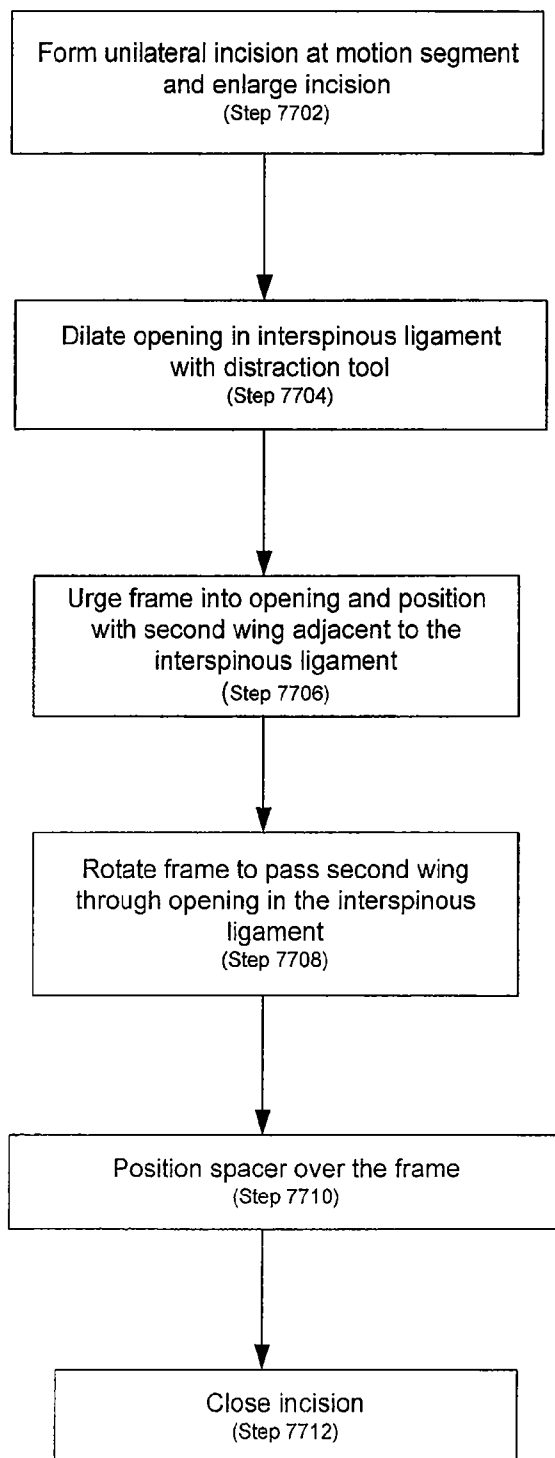 Form unilateral incision at motion segment
and enlarge incision
(Step 7702)
Dilate opening in interspinous ligament
with distraction tool
(Step 7704)
Urge frame into opening and position
with second wing adjacent to the
interspinous ligament
(Step 7706)
Rotate frame to pass second wing
through opening in the interspinous
ligament
(Step 7708)
Position spacer over the frame
(Step 7710)
Close incision
(Step 7712)